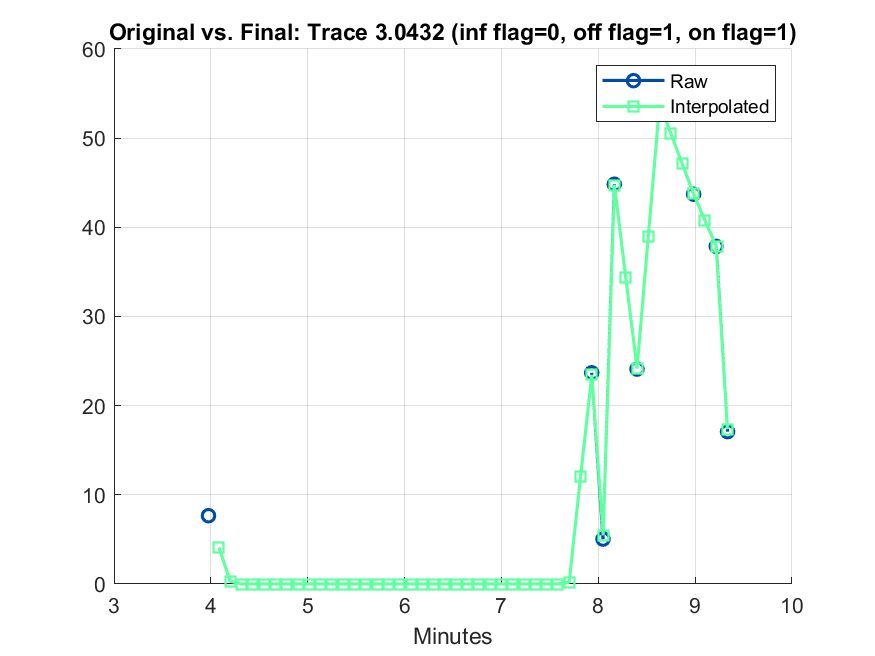 Original vs. Final: Trace 3.0432 (inf flag=0, off flag=1, on flag=1)
60
50
40
30
20
10
0
Raw
Interpolated
3 4 5 6 7 8 9 10
Minutes